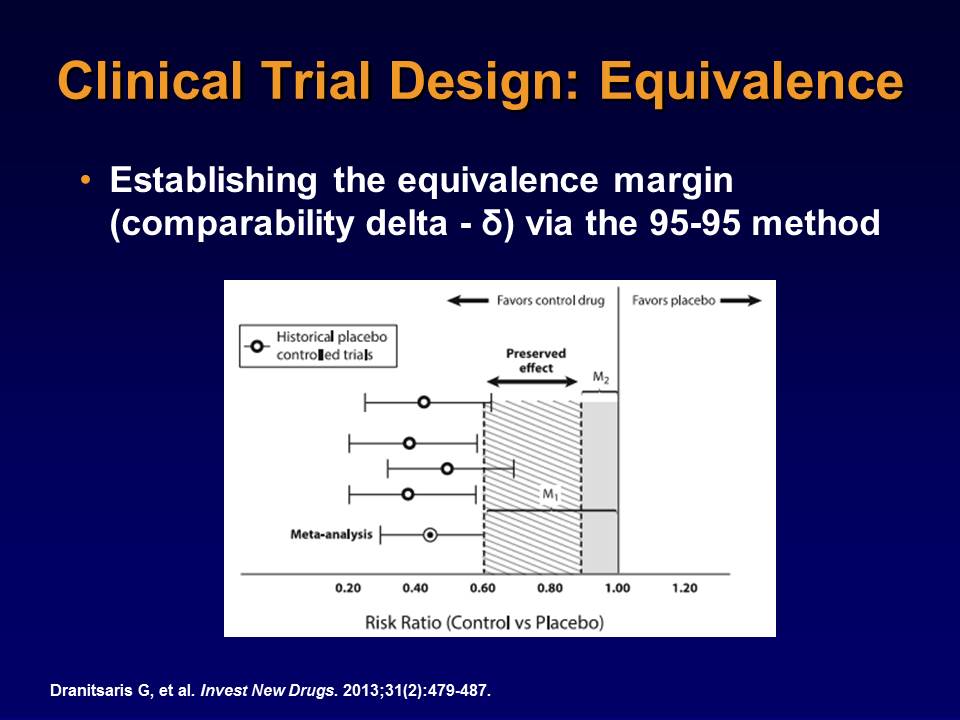 Clinical Trial Design: Equivalence
• Establishing the equivalence margin
(comparability delta - δ) via the 95-95 method
Favors control drug
Favors placebo
Historical placebo
controlled trials
Preserved
effect
M2
M1
Meta-analysis
0.20 0.40 0.60 0.80 1.00 1.20
Risk Ratio (Control vs Placebo)
Dranitsaris G, et al. Invest New Drugs. 2013;31(2):479-487.